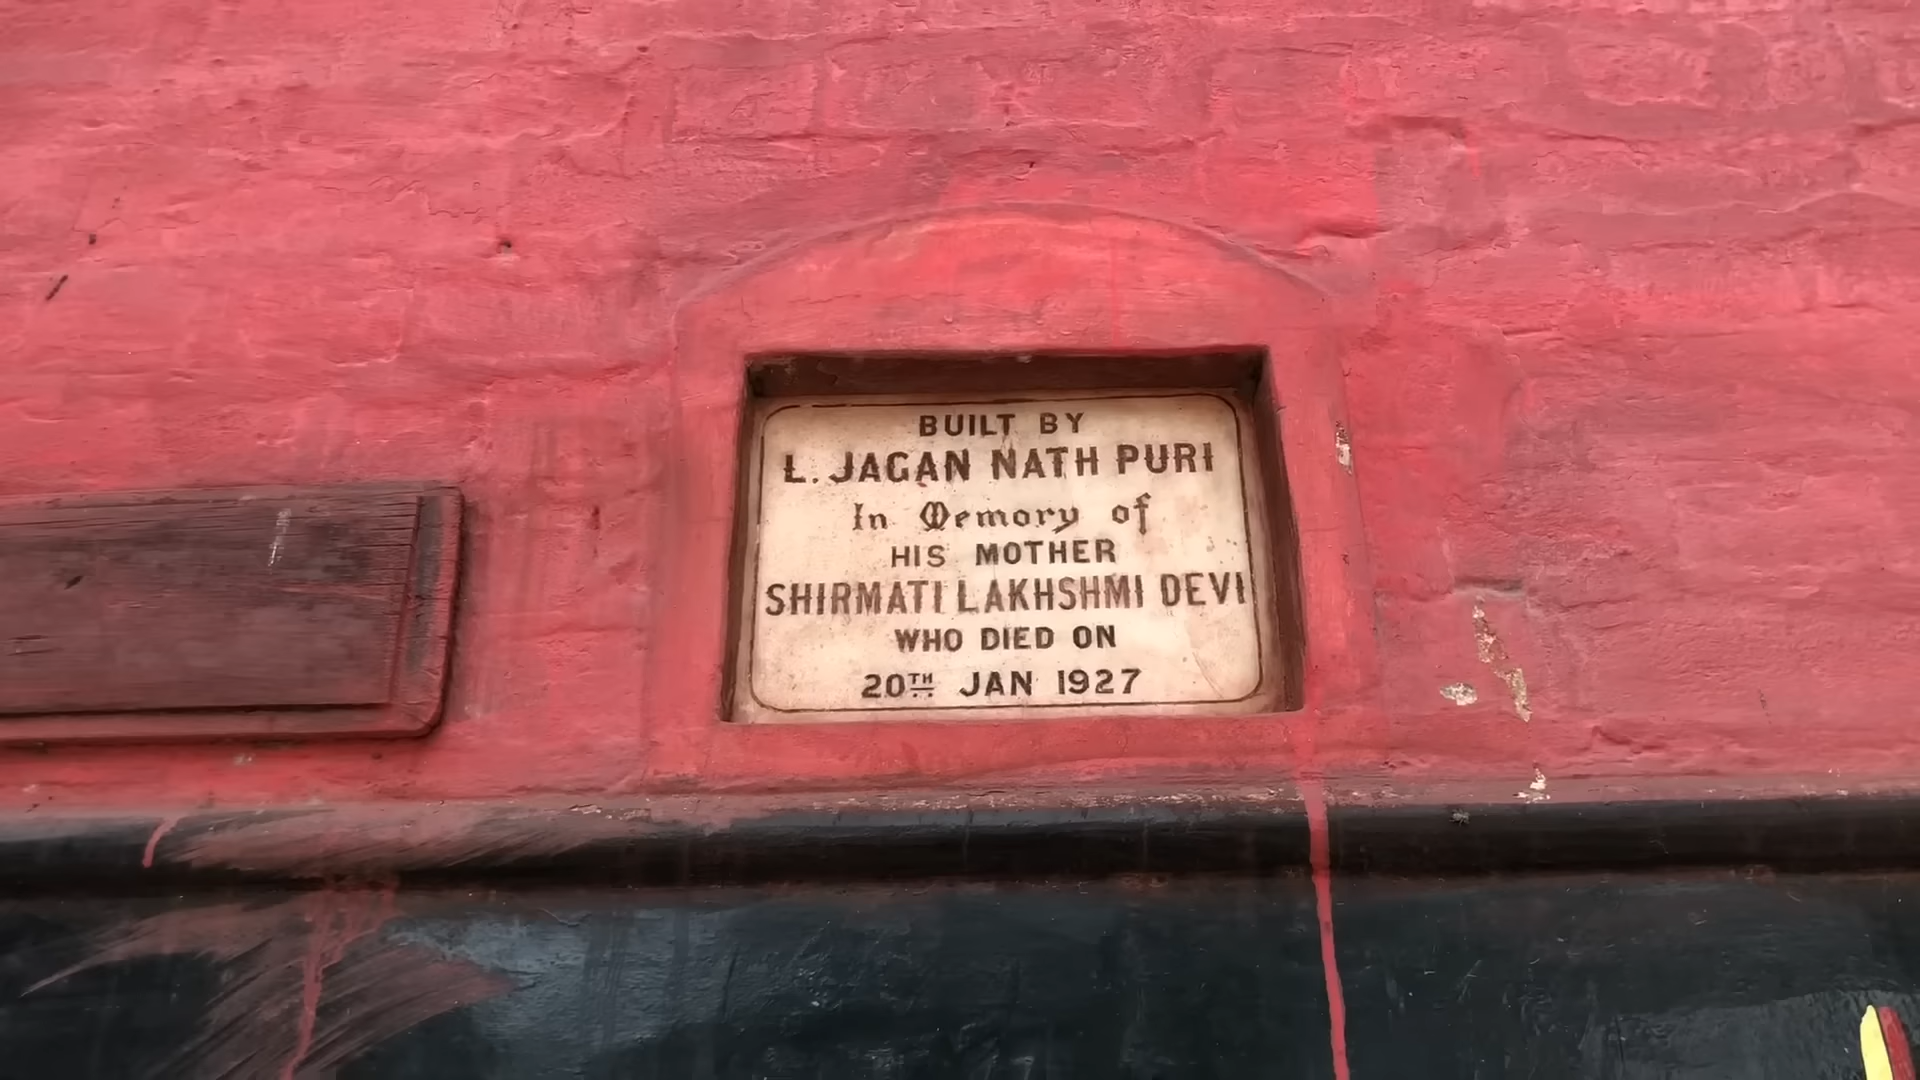 BUILT BY
L. JAGAN NATH PURI
In Memory of
HIS MOTHER
SHIRMATI LAKHSHMI DEVI
WHO DIED ON
20TH JAN 1927